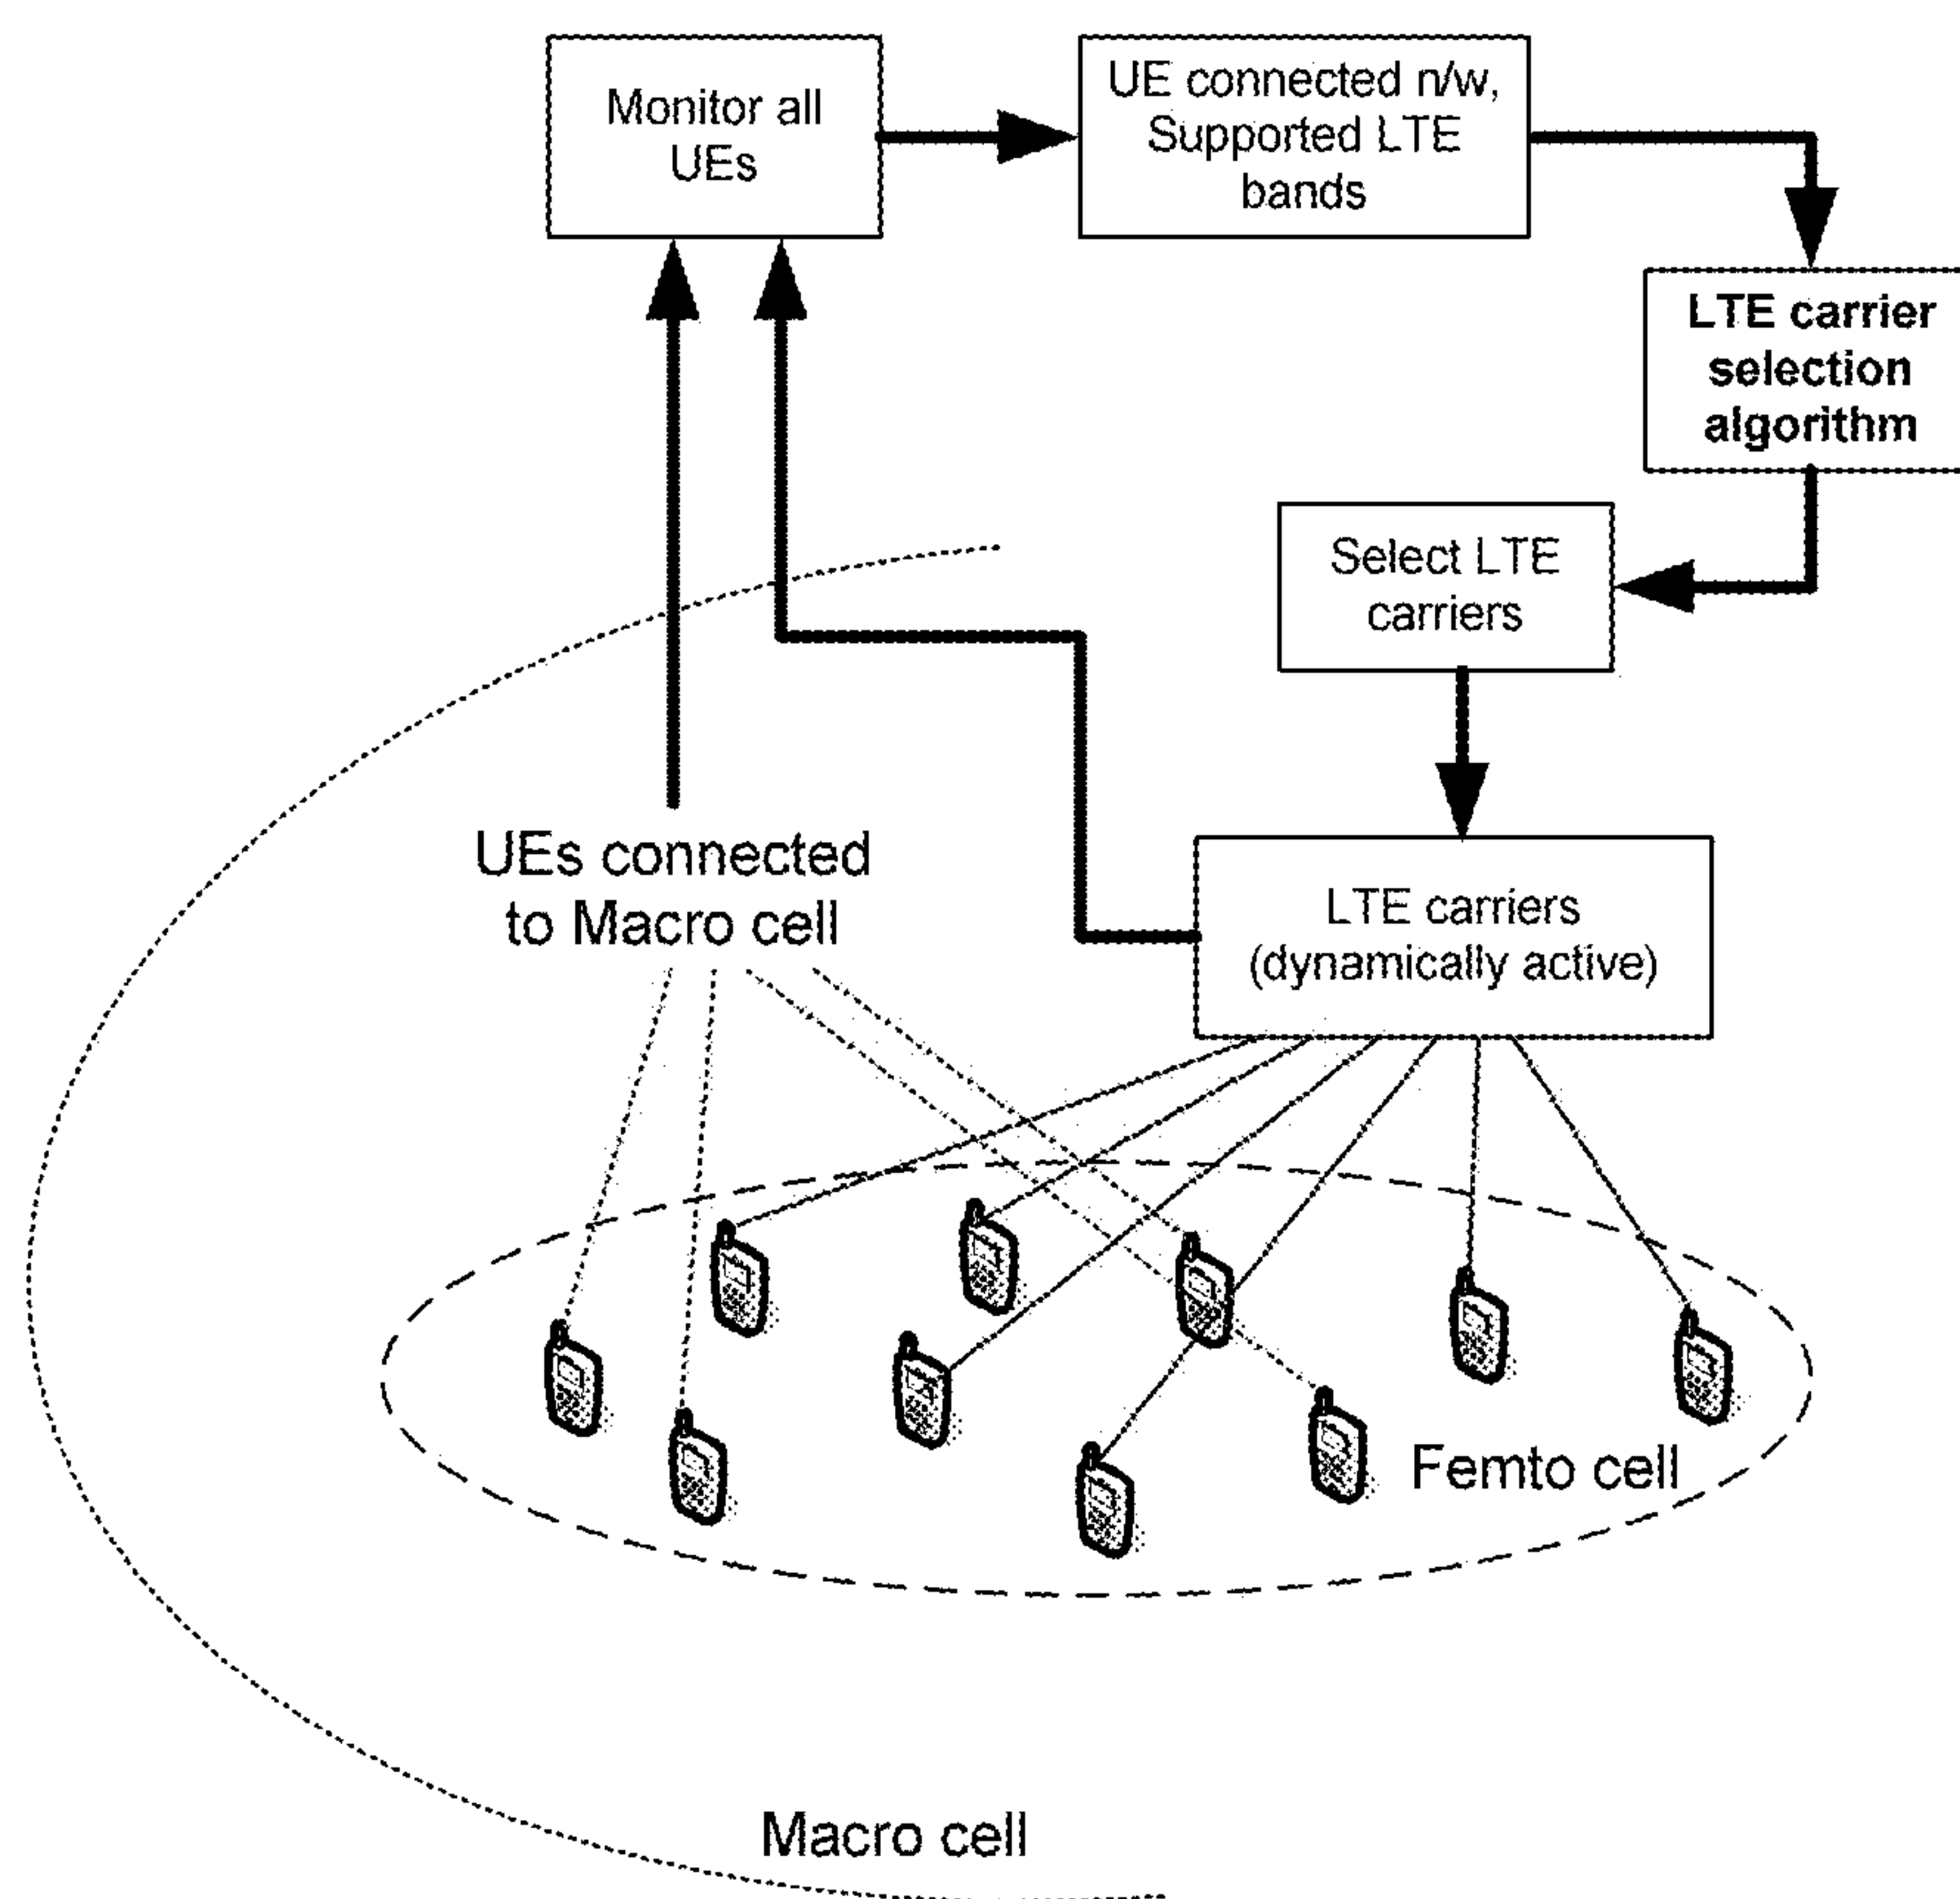 Monitor all
UEs
UE connected n/w,
Supported LTE
bands
LTE carrier
selection
algorithm
Select LTE
carriers
UEs connected
to Macro cell
LTE carriers
(dynamically active)
Femto cell
Macro cell